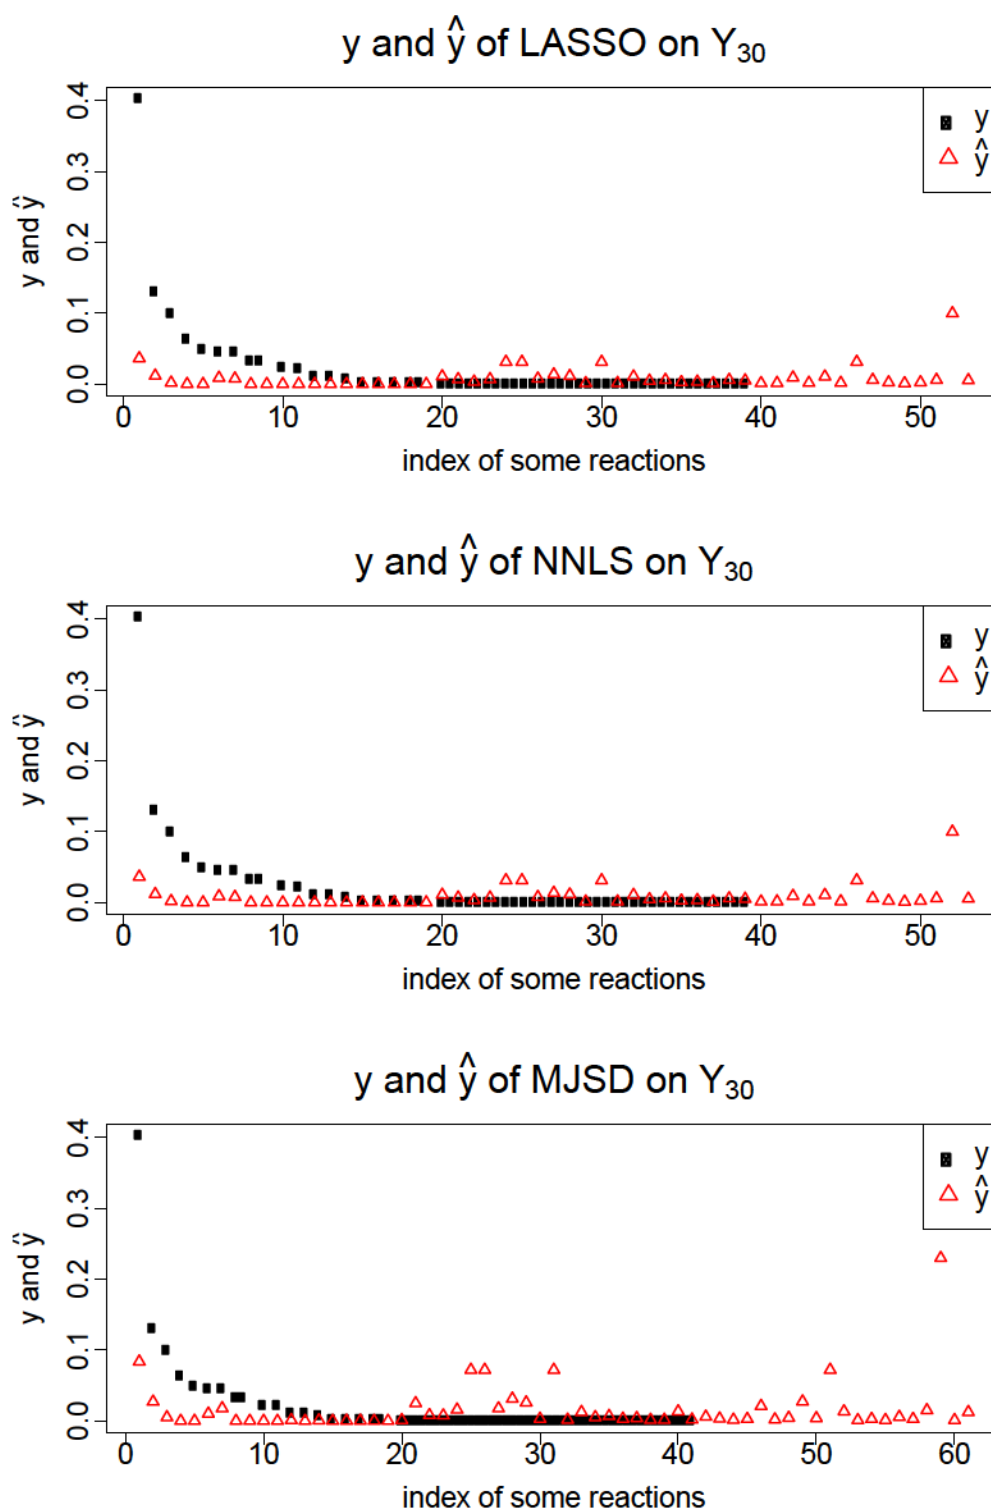 y and ŷ of LASSO on Y₃₀
y and ŷ
0.4
0.3
0.2
0.1
0.0
y
ŷ
0 10 20 30 40 50
index of some reactions
y and ŷ of NNLS on Y₃₀
y and ŷ
0.4
0.3
0.2
0.1
0.0
y
ŷ
0 10 20 30 40 50
index of some reactions
y and ŷ of MJSD on Y₃₀
y and ŷ
0.4
0.3
0.2
0.1
0.0
y
ŷ
0 10 20 30 40 50 60
index of some reactions